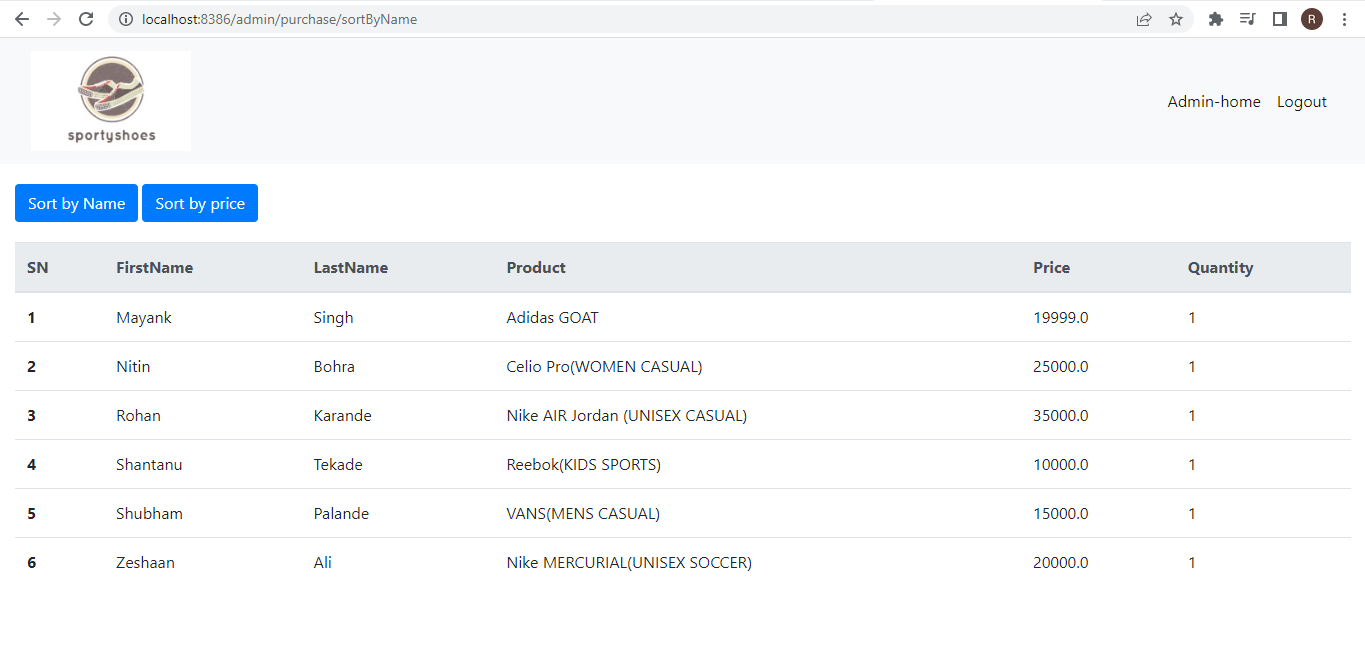 localhost:8386/admin/purchase/sortByName
R
sportyshoes
Admin-home Logout
Sort by Name Sort by price
SN FirstName LastName Product Price Quantity
1 Mayank Singh Adidas GOAT 19999.0 1
2 Nitin Bohra Celio Pro(WOMEN CASUAL) 25000.0 1
3 Rohan Karande Nike AIR Jordan (UNISEX CASUAL) 35000.0 1
4 Shantanu Tekade Reebok(KIDS SPORTS) 10000.0 1
5 Shubham Palande VANS(MENS CASUAL) 15000.0 1
6 Zeshaan Ali Nike MERCURIAL(UNISEX SOCCER) 20000.0 1